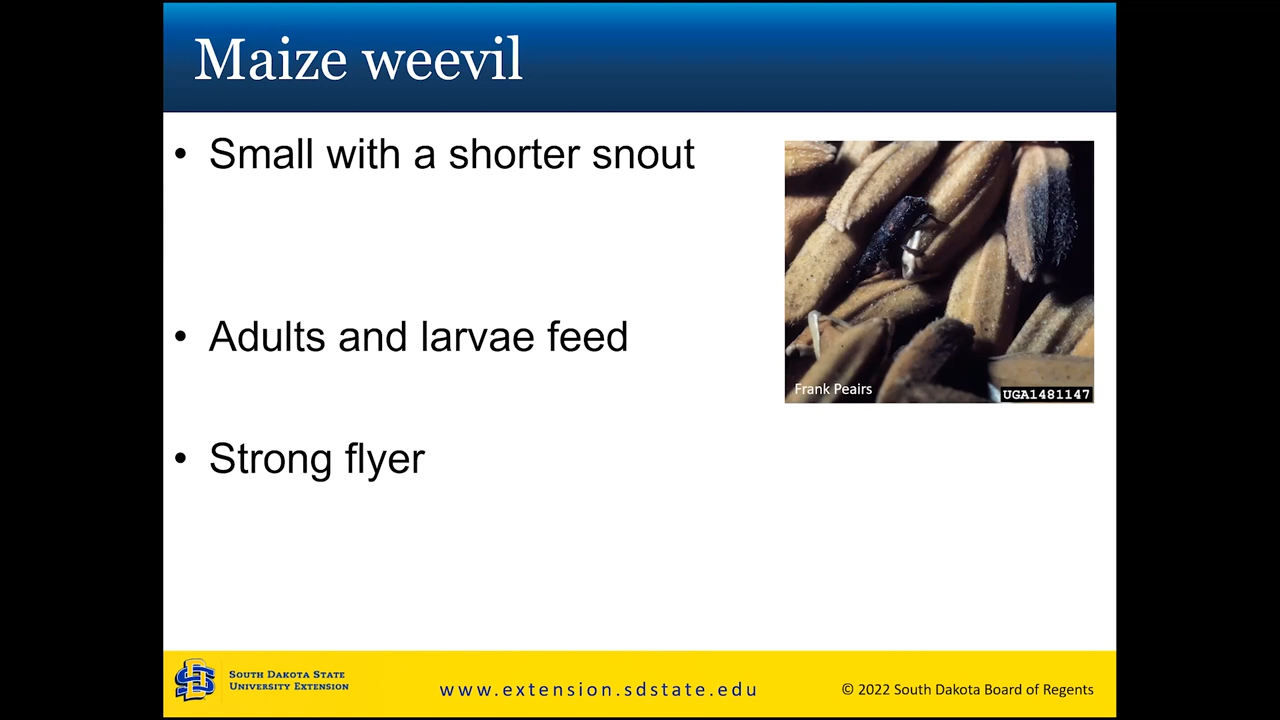 Maize weevil
• Small with a shorter snout
• Adults and larvae feed
• Strong flyer
Frank Peairs
UGA1481147
SOUTH DAKOTA STATE
UNIVERSITY EXTENSION
www.extension.sdstate.edu
© 2022 South Dakota Board of Regents